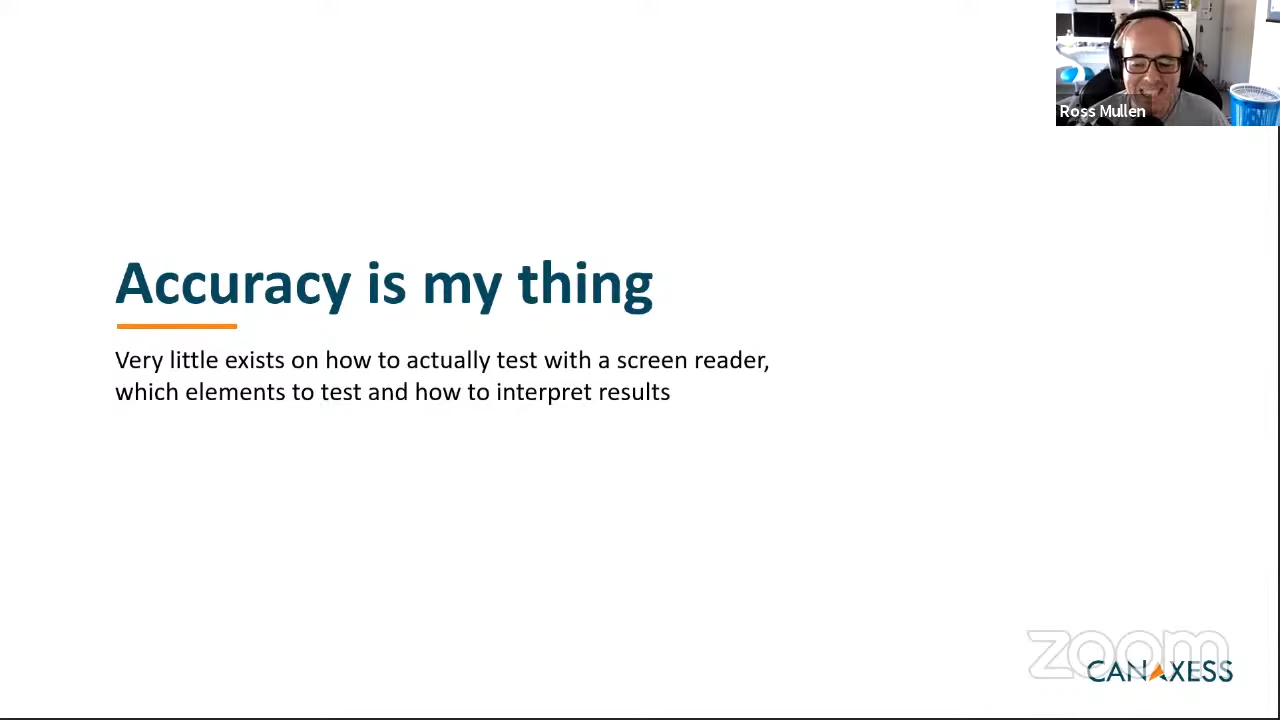 Ross Mullen
Accuracy is my thing
Very little exists on how to actually test with a screen reader,
which elements to test and how to interpret results
zoom
CANAXESS